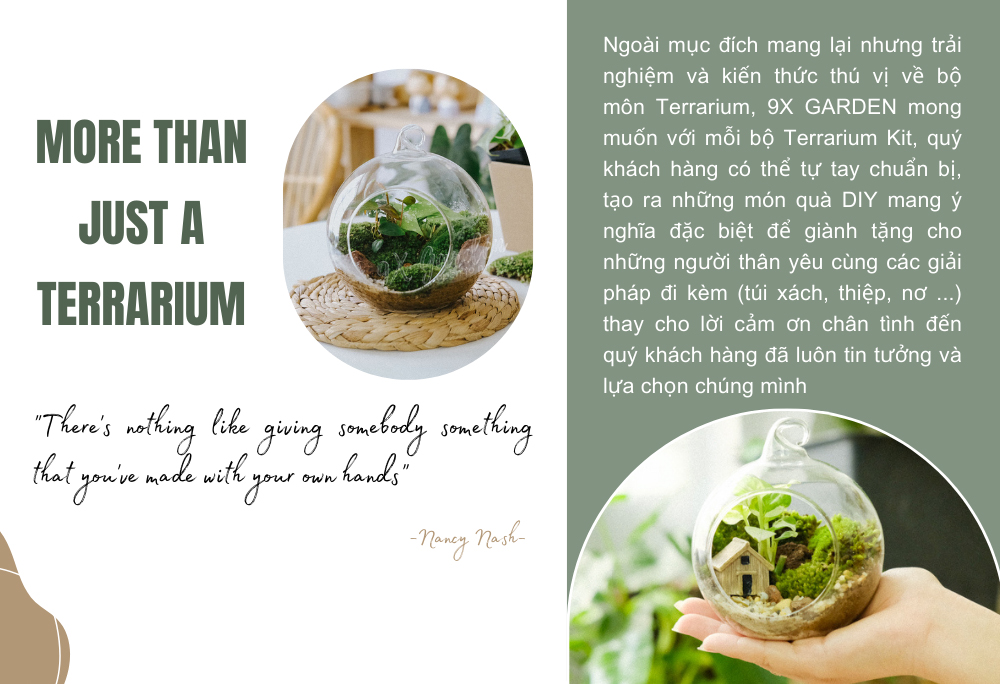 MORE THAN
JUST A
TERRARIUM
"There's nothing like giving somebody something
that you've made with your own hands"
-Nancy Nash-
Ngoài mục đích mang lại nhưng trải
nghiệm và kiến thức thú vị về bộ
môn Terrarium, 9X GARDEN mong
muốn với mỗi bộ Terrarium Kit, quý
khách hàng có thể tự tay chuẩn bị,
tạo ra những món quà DIY mang ý
nghĩa đặc biệt để giành tặng cho
những người thân yêu cùng các giải
pháp đi kèm (túi xách, thiệp, nơ ...)
thay cho lời cảm ơn chân tình đến
quý khách hàng đã luôn tin tưởng và
lựa chọn chúng mình